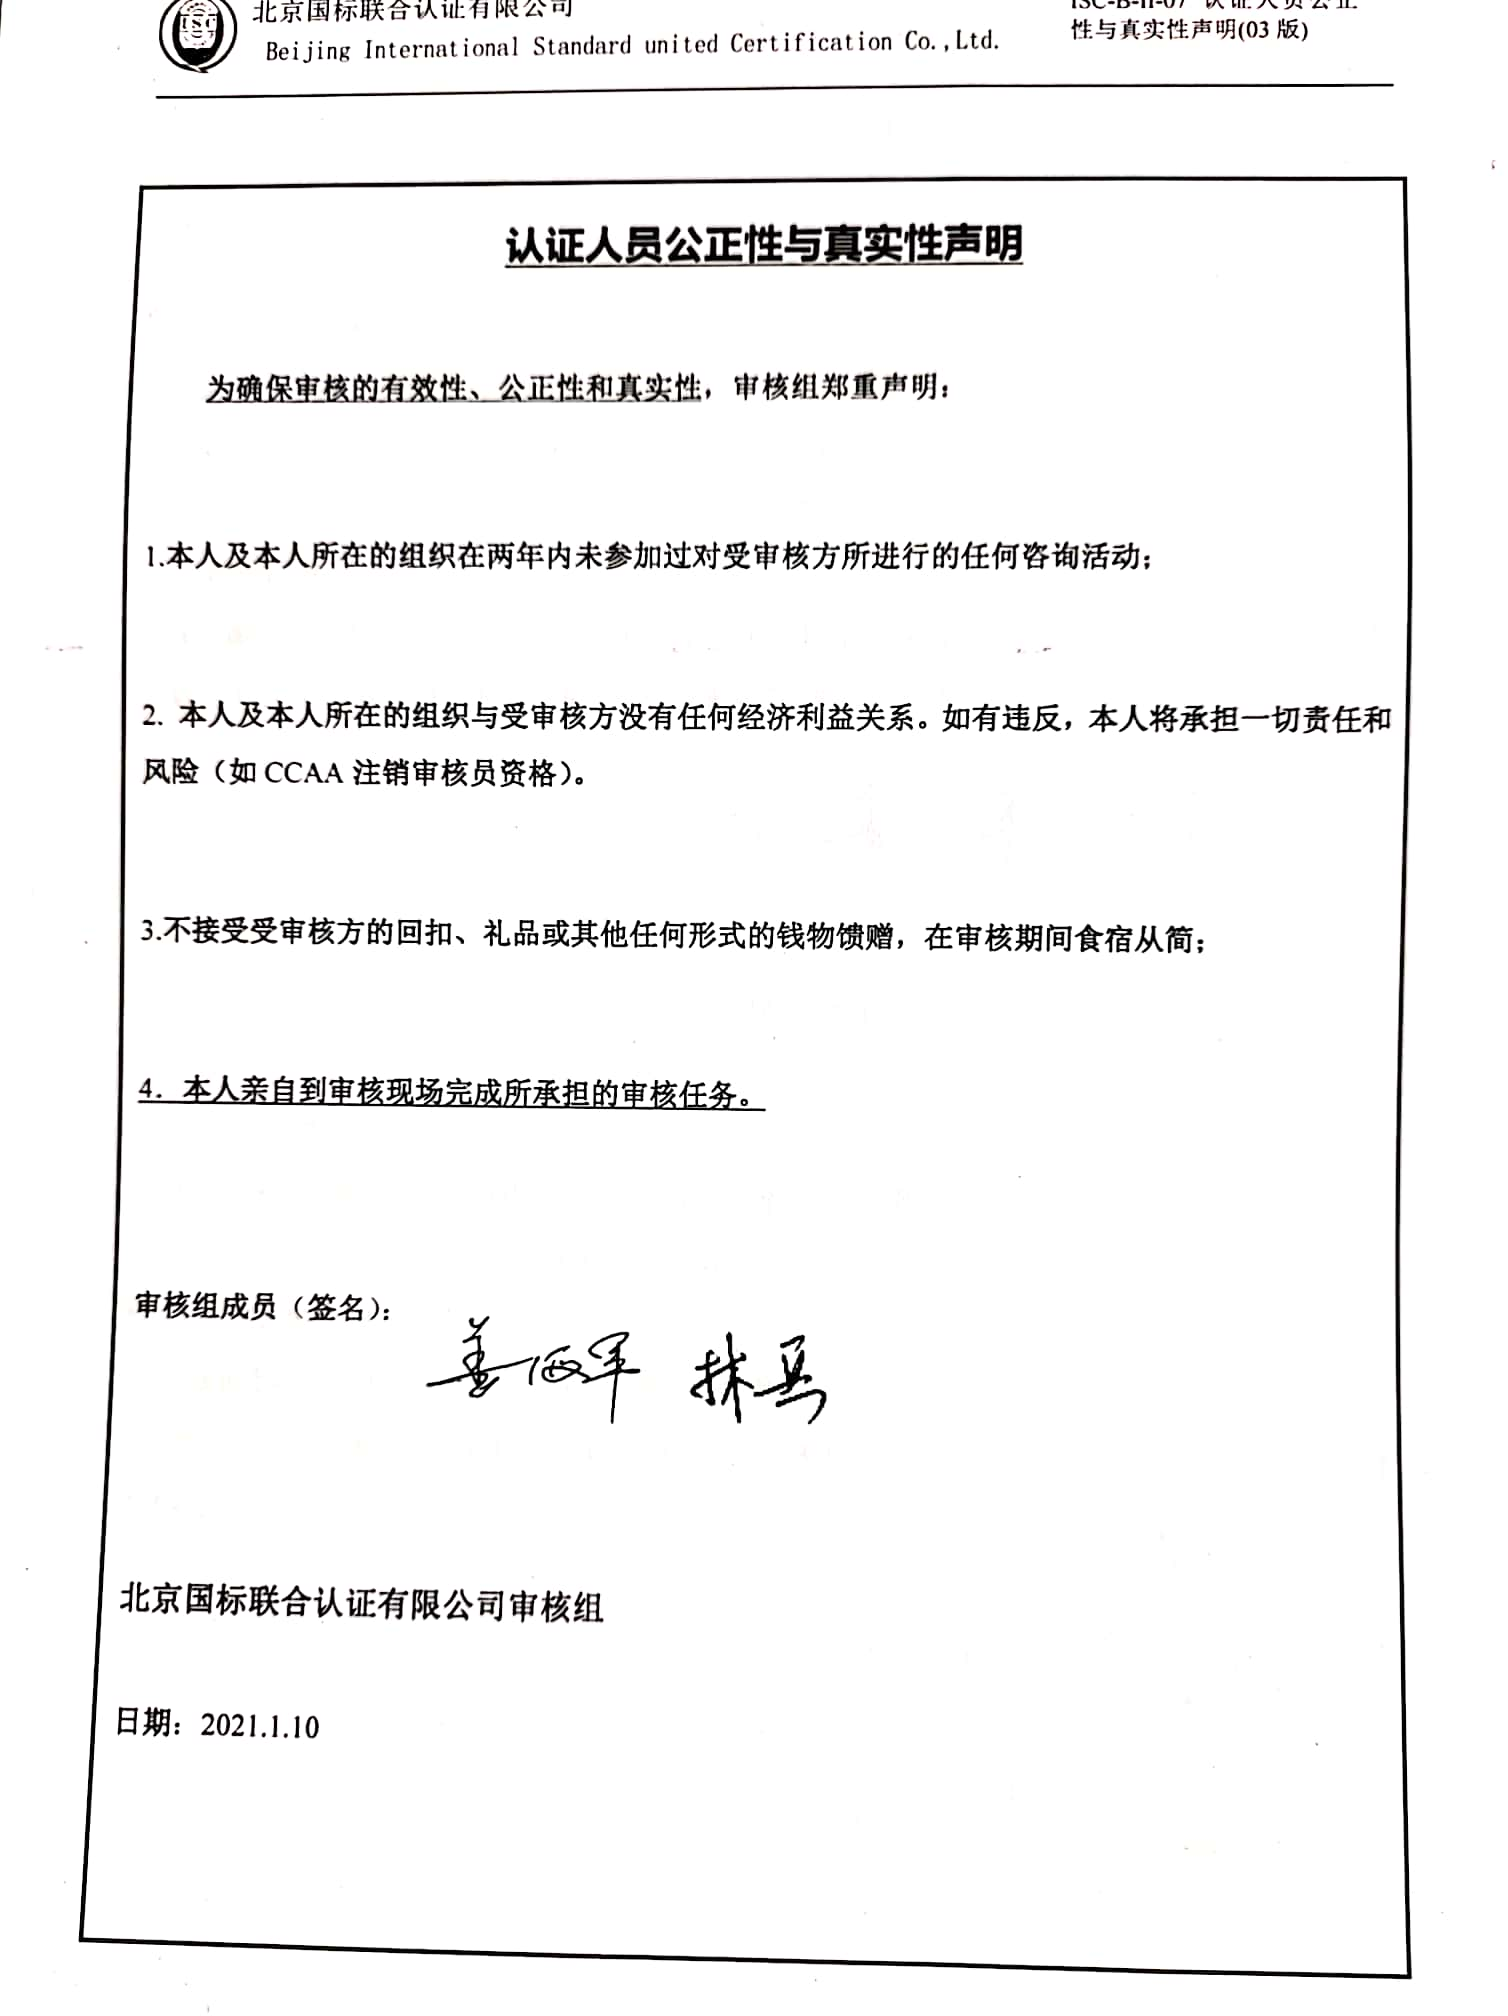 ISC
北京国标联合认证有限公司
Beijing International Standard united Certification Co.,Ltd.
ISC-B-II-07 认证人员公正
性与真实性声明(03 版)
认证人员公正性与真实性声明
为确保审核的有效性、公正性和真实性，审核组郑重声明：
1.本人及本人所在的组织在两年内未参加过对受审核方所进行的任何咨询活动；
2. 本人及本人所在的组织与受审核方没有任何经济利益关系。如有违反，本人将承担一切责任和
风险（如 CCAA 注销审核员资格）。
3.不接受受审核方的回扣、礼品或其他任何形式的钱物馈赠，在审核期间食宿从简；
4．本人亲自到审核现场完成所承担的审核任务。
审核组成员（签名）：
北京国标联合认证有限公司审核组
日期：2021.1.10